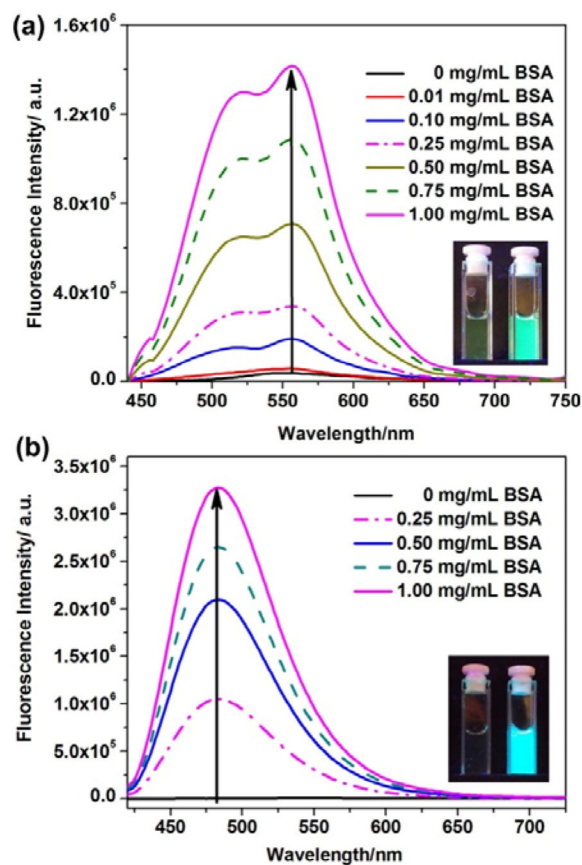 (a)
1.6x10⁶
1.2x10⁶
8.0x10⁵
4.0x10⁵
0.0
Fluorescence Intensity/ a.u.
0 mg/mL BSA
0.01 mg/mL BSA
0.10 mg/mL BSA
0.25 mg/mL BSA
0.50 mg/mL BSA
0.75 mg/mL BSA
1.00 mg/mL BSA
450 500 550 600 650 700 750
Wavelength/nm
(b)
3.5x10⁶
3.0x10⁶
2.5x10⁶
2.0x10⁶
1.5x10⁶
1.0x10⁶
5.0x10⁵
0.0
Fluorescence Intensity/ a.u.
0 mg/mL BSA
0.25 mg/mL BSA
0.50 mg/mL BSA
0.75 mg/mL BSA
1.00 mg/mL BSA
450 500 550 600 650 700
Wavelength/nm